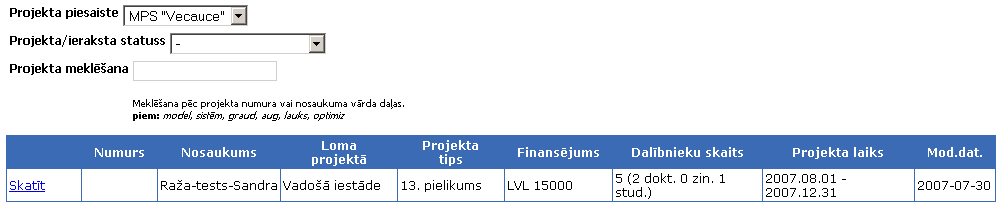 Projekta piesaiste MPS "Vecauce"
Projekta/ieraksta statuss -
Projekta meklēšana
Meklēšana pēc projekta numura vai nosaukuma vārda daļas.
piem: model, sistēm, graud, aug, lauks, optimiz
Numurs Nosaukums Loma projektā Projekta tips Finansējums Dalībnieku skaits Projekta laiks Mod.dat.
Skatīt Raža-tests-Sandra Vadošā iestāde 13. pielikums LVL 15000 5 (2 dokt. 0 zin. 1 stud.) 2007.08.01 - 2007.12.31 2007-07-30